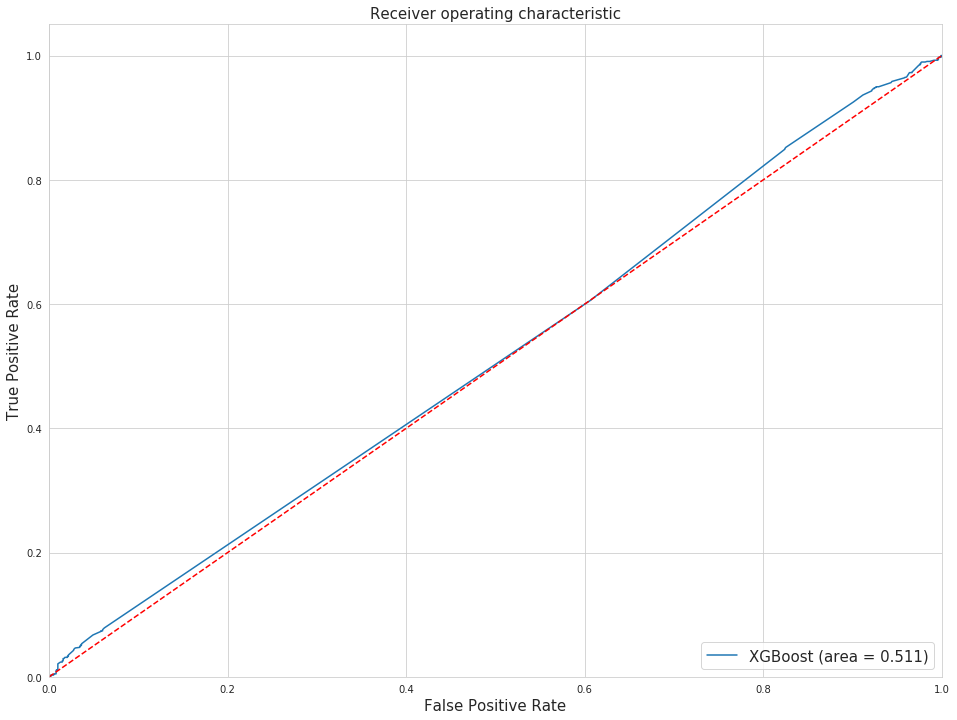 Receiver operating characteristic
1.0
0.8
0.6
0.4
0.2
0.0
True Positive Rate
0.0 0.2 0.4 0.6 0.8 1.0
False Positive Rate
XGBoost (area = 0.511)